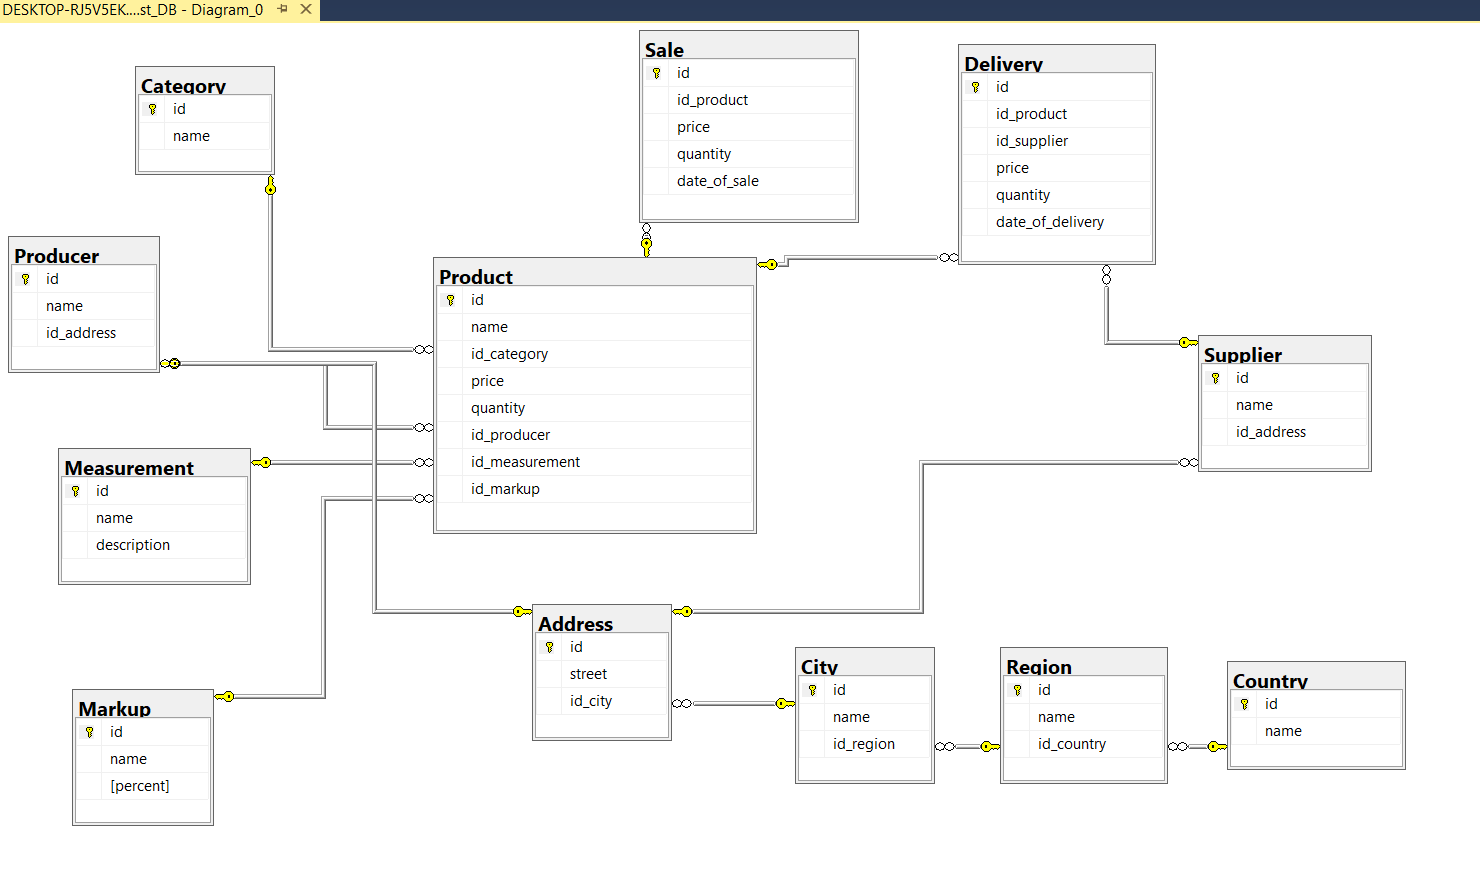 DESKTOP-RJ5V5EK....st_DB - Diagram_0
Category
id
name
Sale
id
id_product
price
quantity
date_of_sale
Delivery
id
id_product
id_supplier
price
quantity
date_of_delivery
Producer
id
name
id_address
Product
id
name
id_category
price
quantity
id_producer
id_measurement
id_markup
Supplier
id
name
id_address
Measurement
id
name
description
Address
id
street
id_city
City
id
name
id_region
Region
id
name
id_country
Country
id
name
Markup
id
name
[percent]